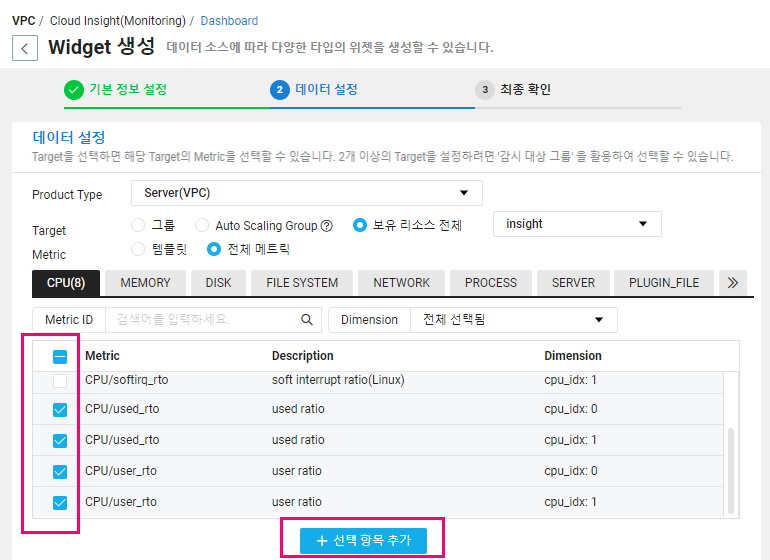 VPC / Cloud Insight(Monitoring) / Dashboard
Widget 생성 데이터 소스에 따라 다양한 타입의 위젯을 생성할 수 있습니다.
기본 정보 설정 2 데이터 설정 3 최종 확인
데이터 설정
Target을 선택하면 해당 Target의 Metric을 선택할 수 있습니다. 2개 이상의 Target을 설정하려면 '감시 대상 그룹' 을 활용하여 선택할 수 있습니다.
Product Type Server(VPC)
Target 그룹 Auto Scaling Group ? 보유 리소스 전체 insight
Metric 템플릿 전체 메트릭
CPU(8) MEMORY DISK FILE SYSTEM NETWORK PROCESS SERVER PLUGIN_FILE
Metric ID 검색어를 입력하세요. Dimension 전체 선택됨
Metric Description Dimension
CPU/softirq_rto soft interrupt ratio(Linux) cpu_idx: 1
CPU/used_rto used ratio cpu_idx: 0
CPU/used_rto used ratio cpu_idx: 1
CPU/user_rto user ratio cpu_idx: 0
CPU/user_rto user ratio cpu_idx: 1
+ 선택 항목 추가